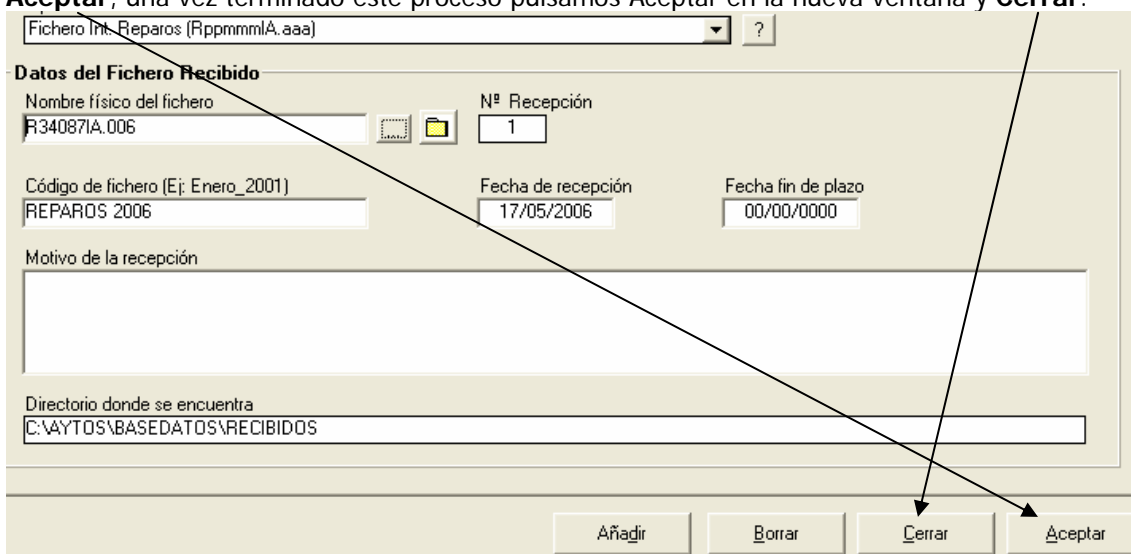 Aceptar, una vez terminado este proceso pulsamos Aceptar en la nueva ventana y Cerrar.
Fichero Int. Reparos (RppmmmIA.aaa)
?
Datos del Fichero Recibido
Nombre físico del fichero
Nº Recepción
R34087IA.006
...
1
Código de fichero (Ej: Enero_2001)
Fecha de recepción
Fecha fin de plazo
REPAROS 2006
17/05/2006
00/00/0000
Motivo de la recepción
Directorio donde se encuentra
C:\AYTOS\BASEDATOS\RECIBIDOS
Añadir
Borrar
Cerrar
Aceptar